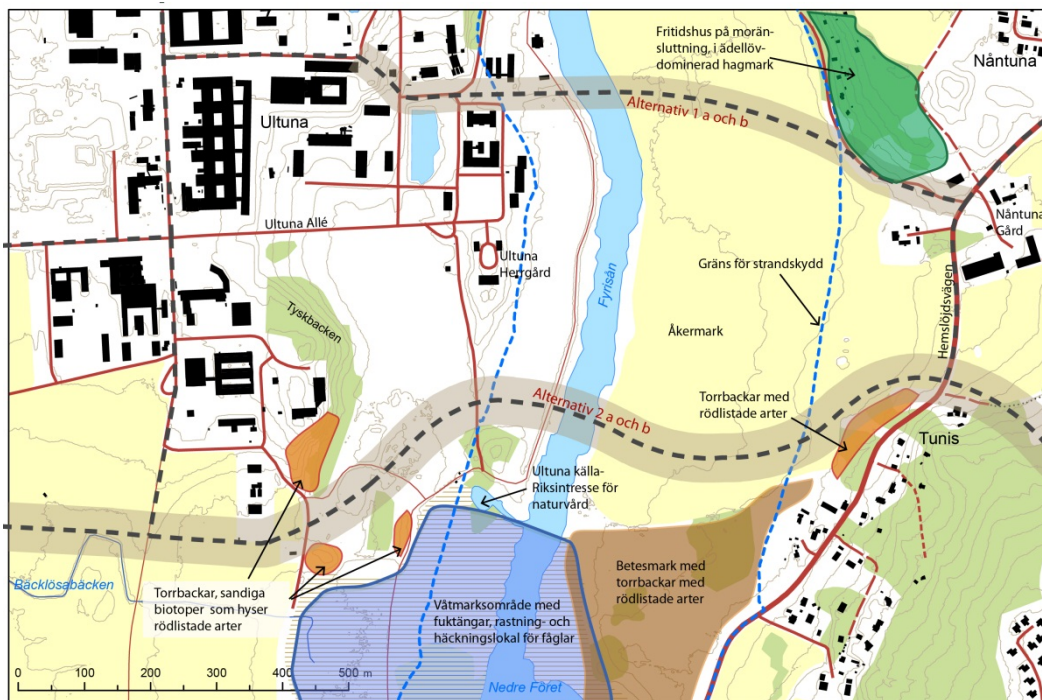 Fritidshus på morän-
sluttning, i ädellöv-
dominerad hagmark
Nåntuna
Alternativ 1 a och b
Ultuna
Ultuna Allé
Nåntuna
Gård
Ultuna
Herrgård
Fyrisån
Gräns för strandskydd
Hemslöjdsvägen
Tyskbacken
Åkermark
Alternativ 2 a och b
Torrbackar med
rödlistade arter
Tunis
Ultuna källa-
Riksintresse för
naturvård
Bäcklösabäcken
Torrbackar, sandiga
biotoper som hyser
rödlistade arter
Betesmark med
torrbackar med
rödlistade arter
Våtmarksområde med
fuktängar, rastning- och
häckningslokal för fåglar
0 100 200 300 400 500 m
Nedre Föret